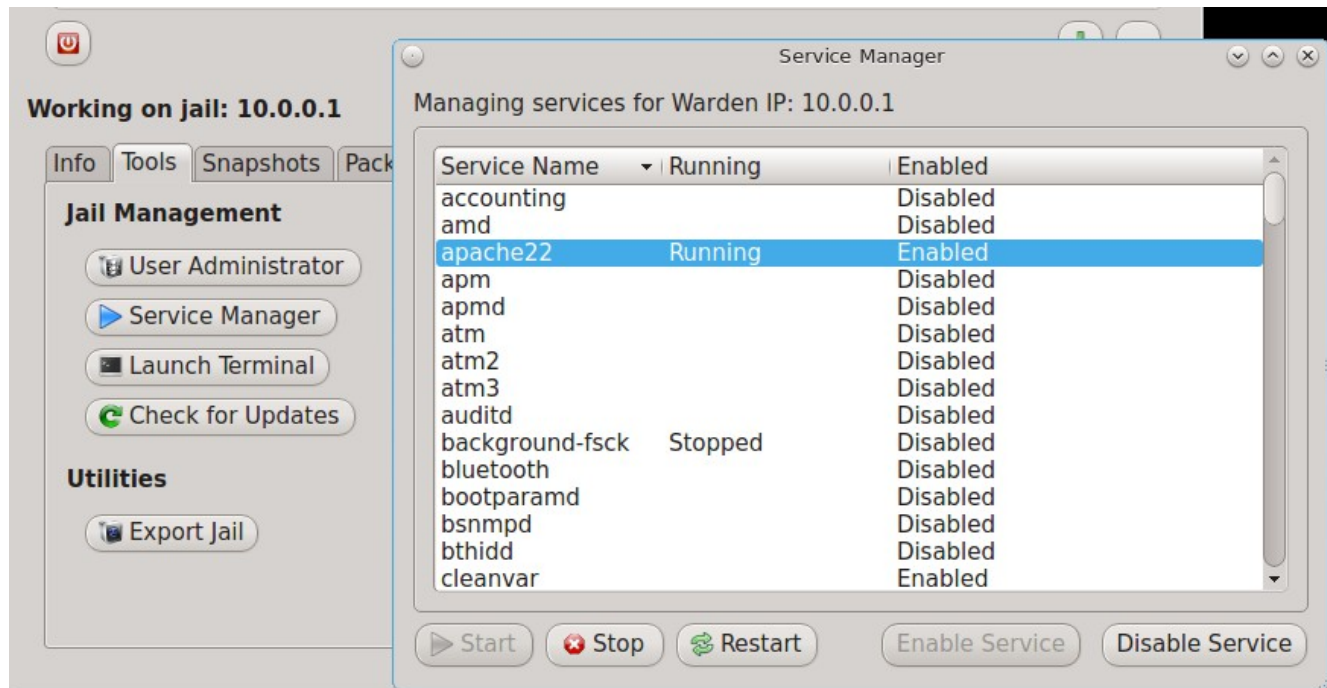 Service Manager
Working on jail: 10.0.0.1
Managing services for Warden IP: 10.0.0.1
Info Tools Snapshots Pack
Jail Management
User Administrator
Service Manager
Launch Terminal
Check for Updates
Utilities
Export Jail
Service Name Running Enabled
accounting Disabled
amd Disabled
apache22 Running Enabled
apm Disabled
apmd Disabled
atm Disabled
atm2 Disabled
atm3 Disabled
auditd Disabled
background-fsck Stopped Disabled
bluetooth Disabled
bootparamd Disabled
bsnmpd Disabled
bthidd Disabled
cleanvar Enabled
Start Stop Restart Enable Service Disable Service